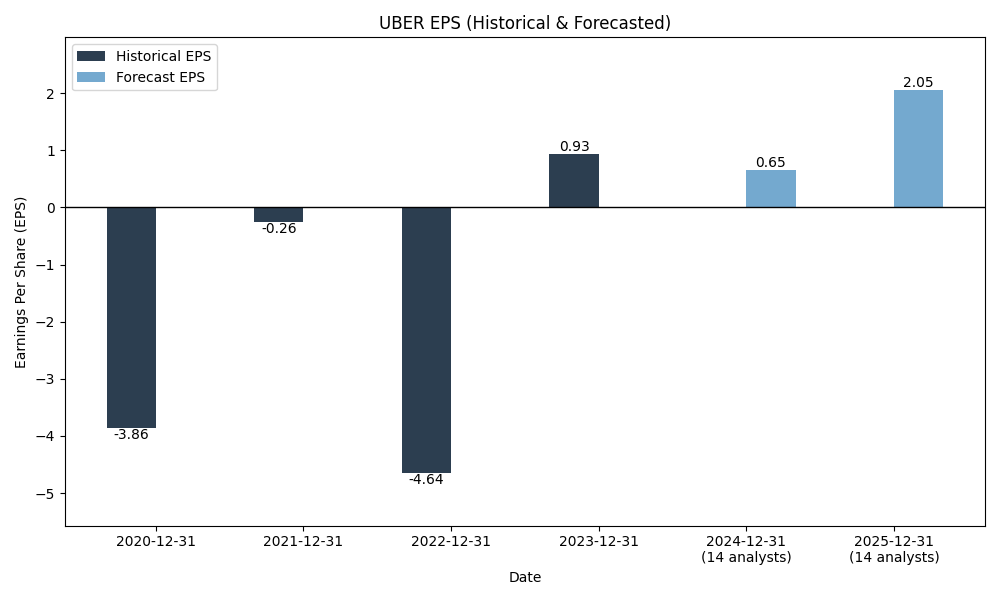 UBER EPS (Historical & Forecasted)
Historical EPS
Forecast EPS
Earnings Per Share (EPS)
2
1
0
−1
−2
−3
−4
−5
-3.86
-0.26
-4.64
0.93
0.65
2.05
2020-12-31
2021-12-31
2022-12-31
2023-12-31
2024-12-31
(14 analysts)
2025-12-31
(14 analysts)
Date